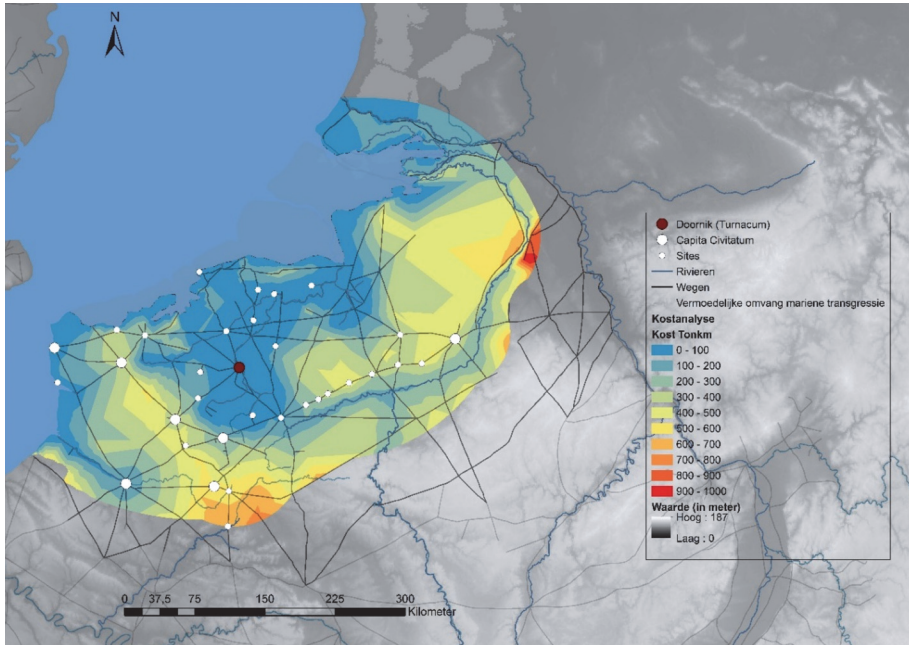 N
Doornik (Turnacum)
Capita Civitatum
Sites
Rivieren
Wegen
Vermoedelijke omvang mariene transgressie
Kostanalyse
Kost Tonkm
0 - 100
100 - 200
200 - 300
300 - 400
400 - 500
500 - 600
600 - 700
700 - 800
800 - 900
900 - 1000
Waarde (in meter)
Hoog : 187
Laag : 0
0 37,5 75 150 225 300
Kilometer